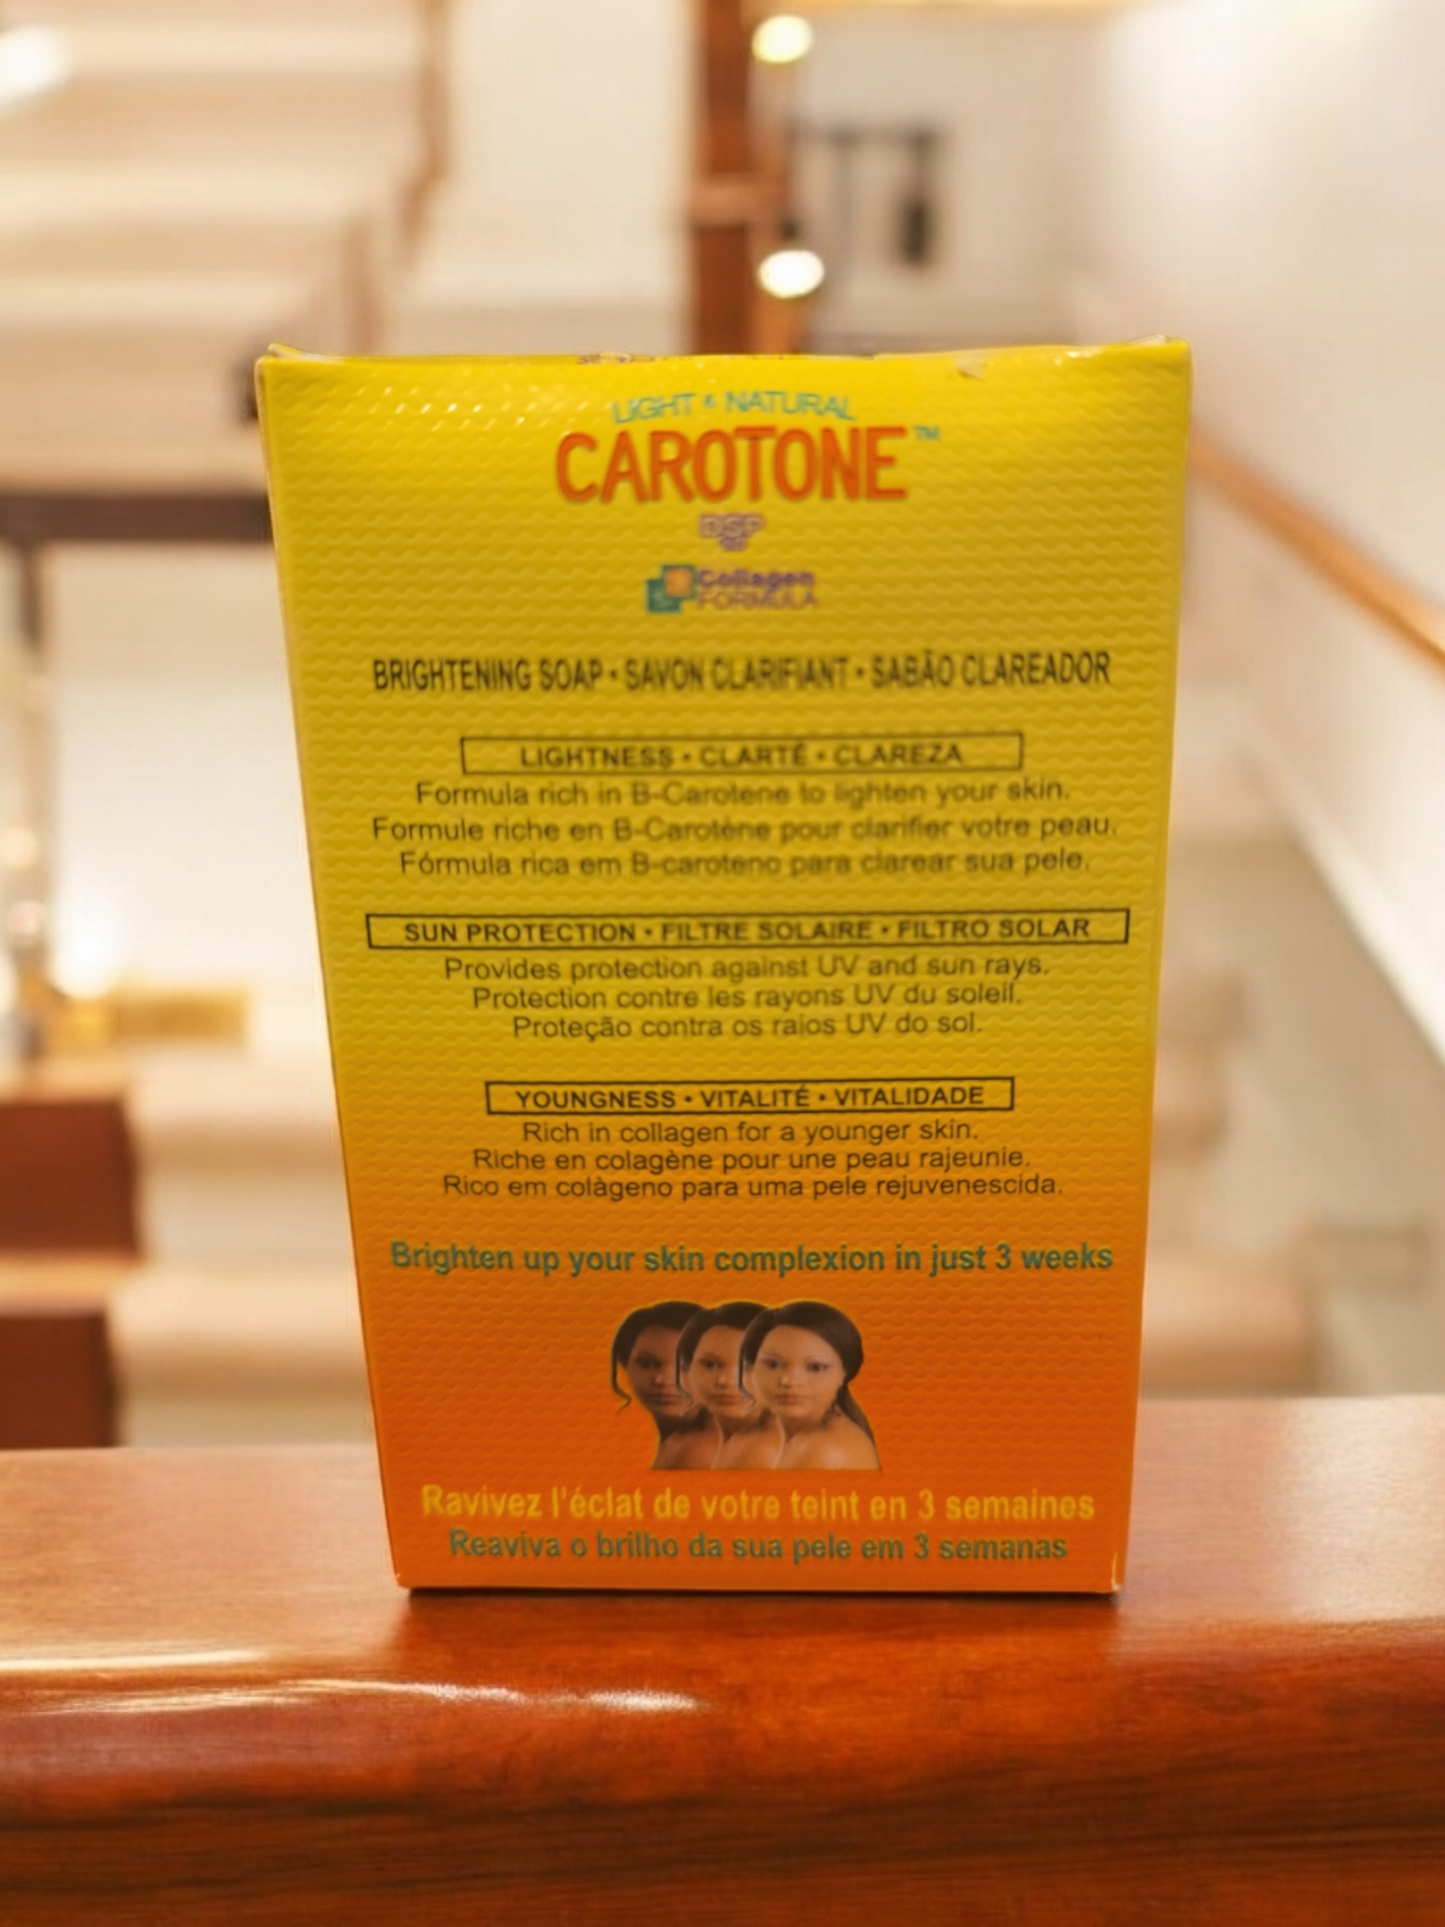 LIGHT & NATURAL
CAROTONE™
DSP
Collagen
FORMULA
BRIGHTENING SOAP • SAVON CLARIFIANT • SABÃO CLAREADOR
LIGHTNESS • CLARTÉ • CLAREZA
Formula rich in B-Carotene to lighten your skin.
Formule riche en B-Carotène pour clarifier votre peau.
Fórmula rica em B-caroteno para clarear sua pele.
SUN PROTECTION • FILTRE SOLAIRE • FILTRO SOLAR
Provides protection against UV and sun rays.
Protection contre les rayons UV du soleil.
Proteção contra os raios UV do sol.
YOUNGNESS • VITALITÉ • VITALIDADE
Rich in collagen for a younger skin.
Riche en colagène pour une peau rajeunie.
Rico em colàgeno para uma pele rejuvenescida.
Brighten up your skin complexion in just 3 weeks
Ravivez l'éclat de votre teint en 3 semaines
Reaviva o brilho da sua pele em 3 semanas